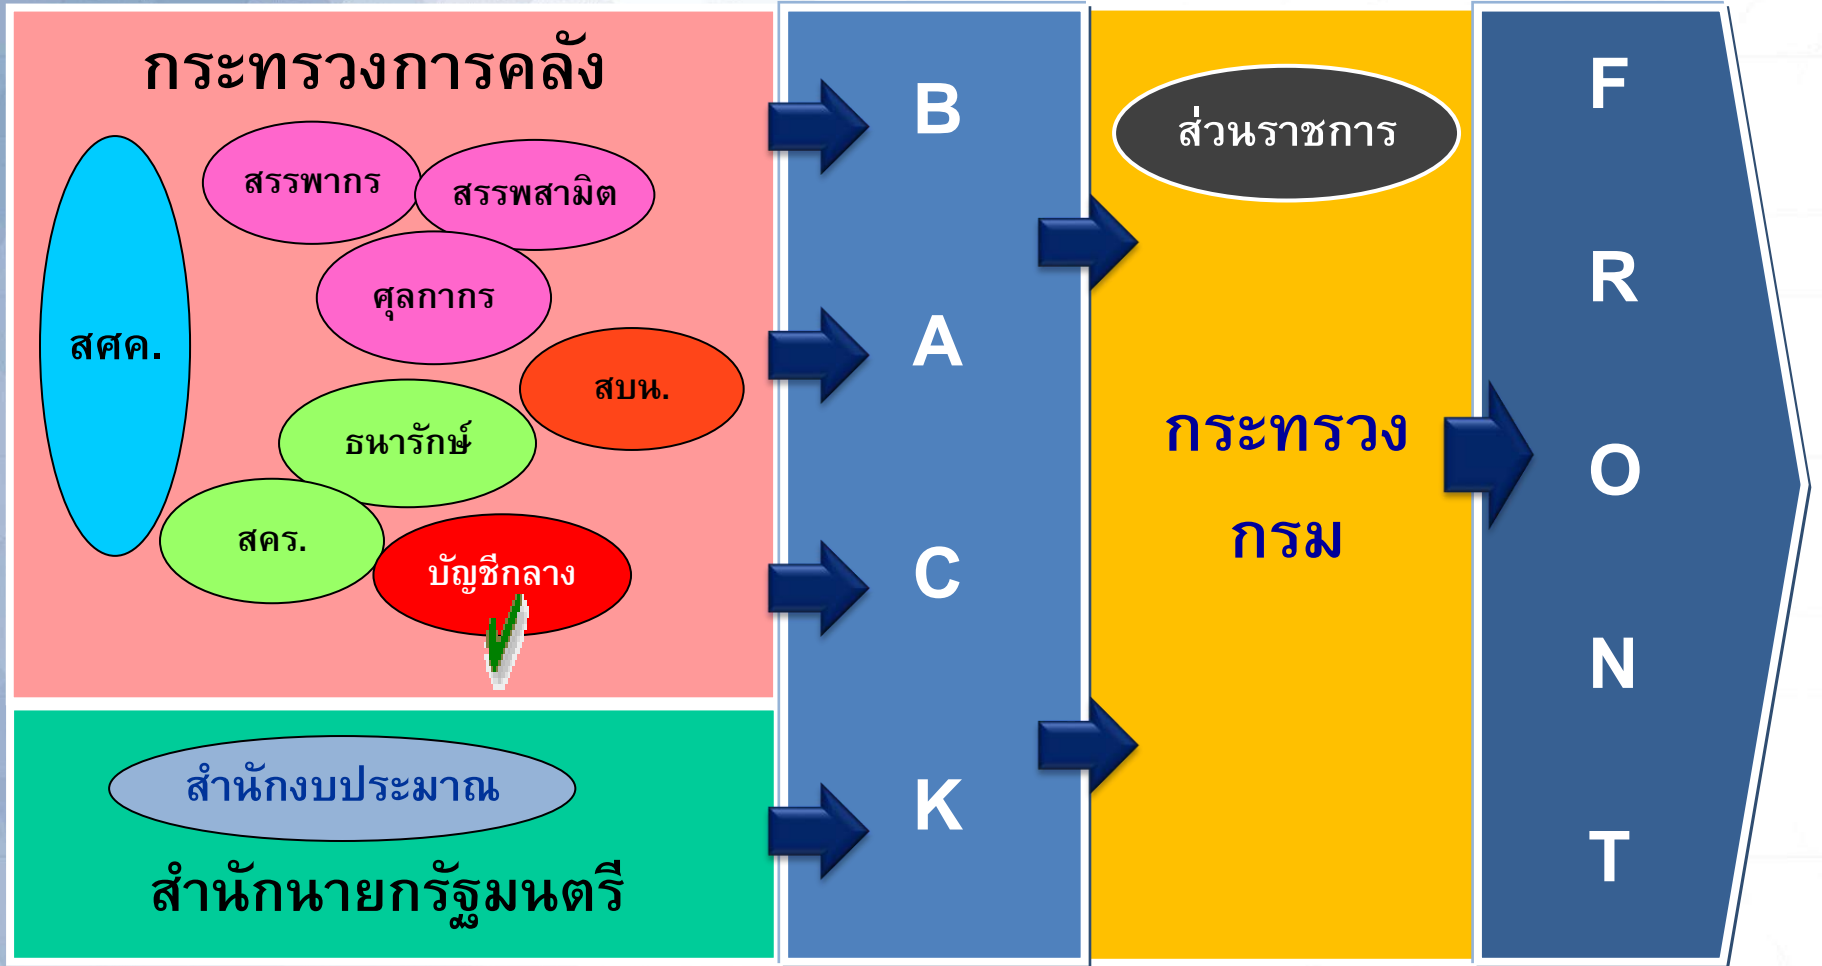 กระทรวงการคลัง
สรรพากร
สรรพสามิต
ศุลกากร
สศค.
สบน.
ธนารักษ์
สคร.
บัญชีกลาง
สำนักงบประมาณ
สำนักนายกรัฐมนตรี
B
A
C
K
ส่วนราชการ
กระทรวง
กรม
F
R
O
N
T